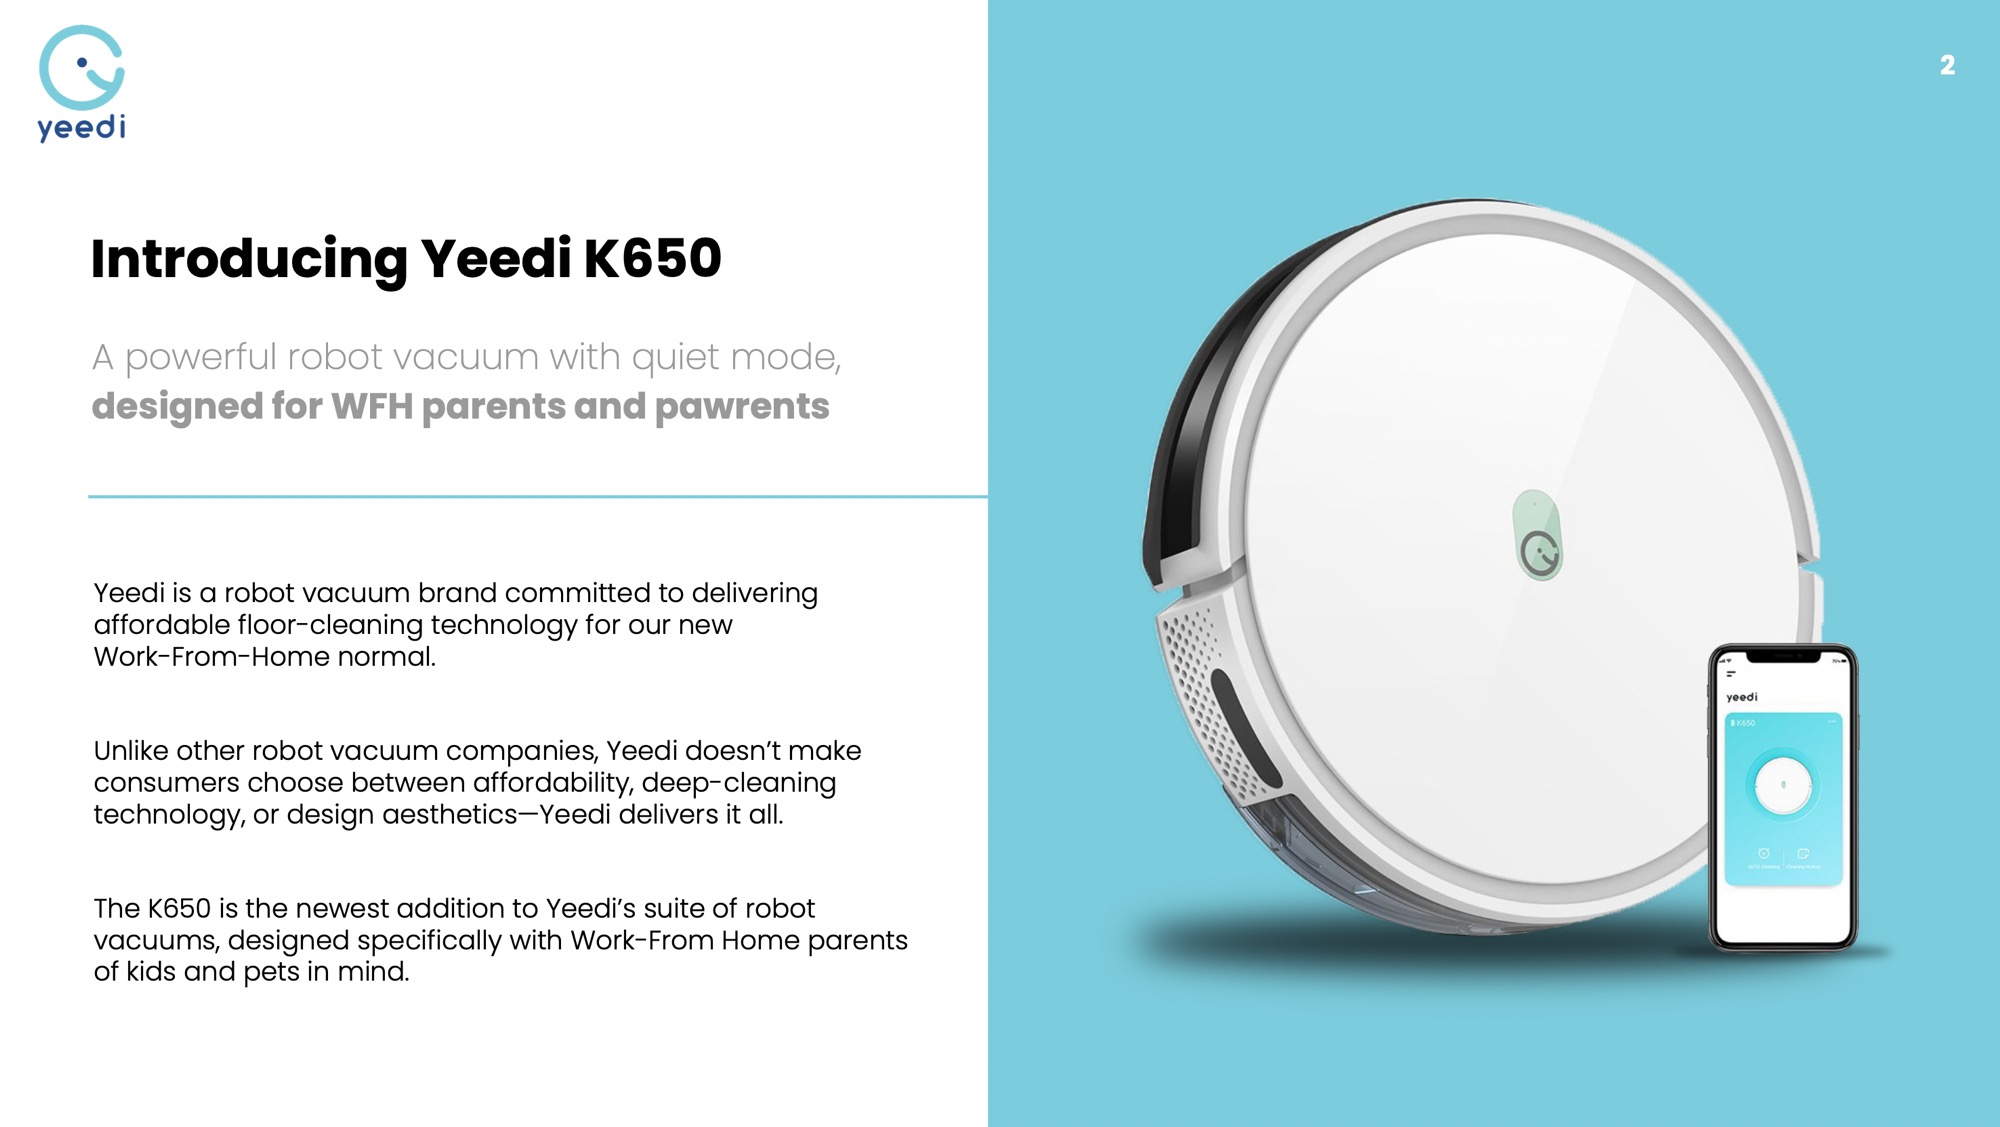 yeedi
2
Introducing Yeedi K650
A powerful robot vacuum with quiet mode,
designed for WFH parents and pawrents
Yeedi is a robot vacuum brand committed to delivering
affordable floor-cleaning technology for our new
Work-From-Home normal.
Unlike other robot vacuum companies, Yeedi doesn’t make
consumers choose between affordability, deep-cleaning
technology, or design aesthetics—Yeedi delivers it all.
The K650 is the newest addition to Yeedi’s suite of robot
vacuums, designed specifically with Work-From Home parents
of kids and pets in mind.
yeedi
K650